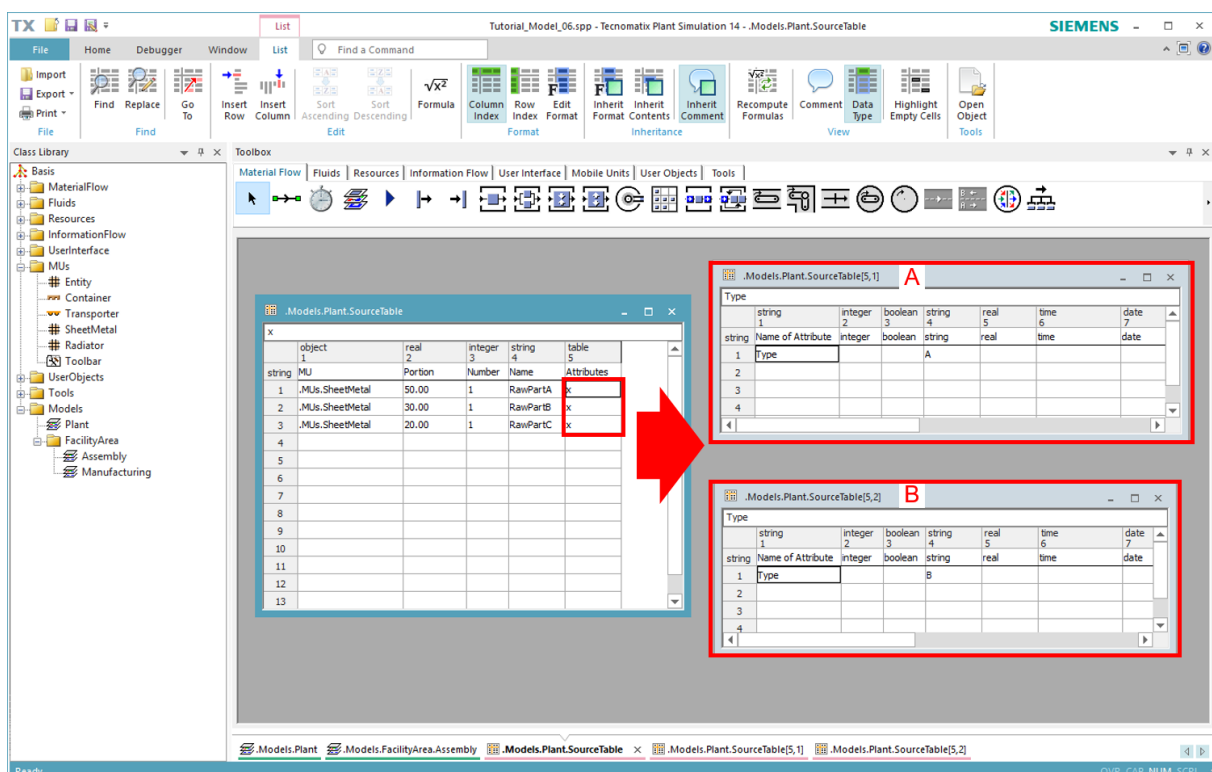 TX List Tutorial_Model_06.spp - Tecnomatix Plant Simulation 14 - .Models.Plant.SourceTable SIEMENS
File Home Debugger Window List Find a Command
Import Export Print
File
Find Replace Go To
Find
Insert Row Insert Column Sort Ascending Sort Descending Formula
Edit
Column Index Row Index Edit Format
Format
Inherit Format Inherit Contents Inherit Comment
Inheritance
Recompute Formulas Comment Data Type Highlight Empty Cells
View
Open Object
Tools
Class Library
Basis
MaterialFlow
Fluids
Resources
InformationFlow
UserInterface
MUs
Entity
Container
Transporter
SheetMetal
Radiator
Toolbar
UserObjects
Tools
Models
Plant
FacilityArea
Assembly
Manufacturing
Toolbox
Material Flow Fluids Resources Information Flow User Interface Mobile Units User Objects Tools
.Models.Plant.SourceTable
x
object real integer string table
1 2 3 4 5
string MU Portion Number Name Attributes
1 .MUs.SheetMetal 50.00 1 RawPartA x
2 .MUs.SheetMetal 30.00 1 RawPartB x
3 .MUs.SheetMetal 20.00 1 RawPartC x
4
5
6
7
8
9
10
11
12
13
.Models.Plant.SourceTable[5,1] A
Type
string integer boolean string real time date
1 2 3 4 5 6 7
string Name of Attribute integer boolean string real time date
1 Type A
2
3
4
.Models.Plant.SourceTable[5,2] B
Type
string integer boolean string real time date
1 2 3 4 5 6 7
string Name of Attribute integer boolean string real time date
1 Type B
2
3
4
.Models.Plant .Models.FacilityArea.Assembly .Models.Plant.SourceTable .Models.Plant.SourceTable[5,1] .Models.Plant.SourceTable[5,2]
Ready OVR CAP NUM SCRL